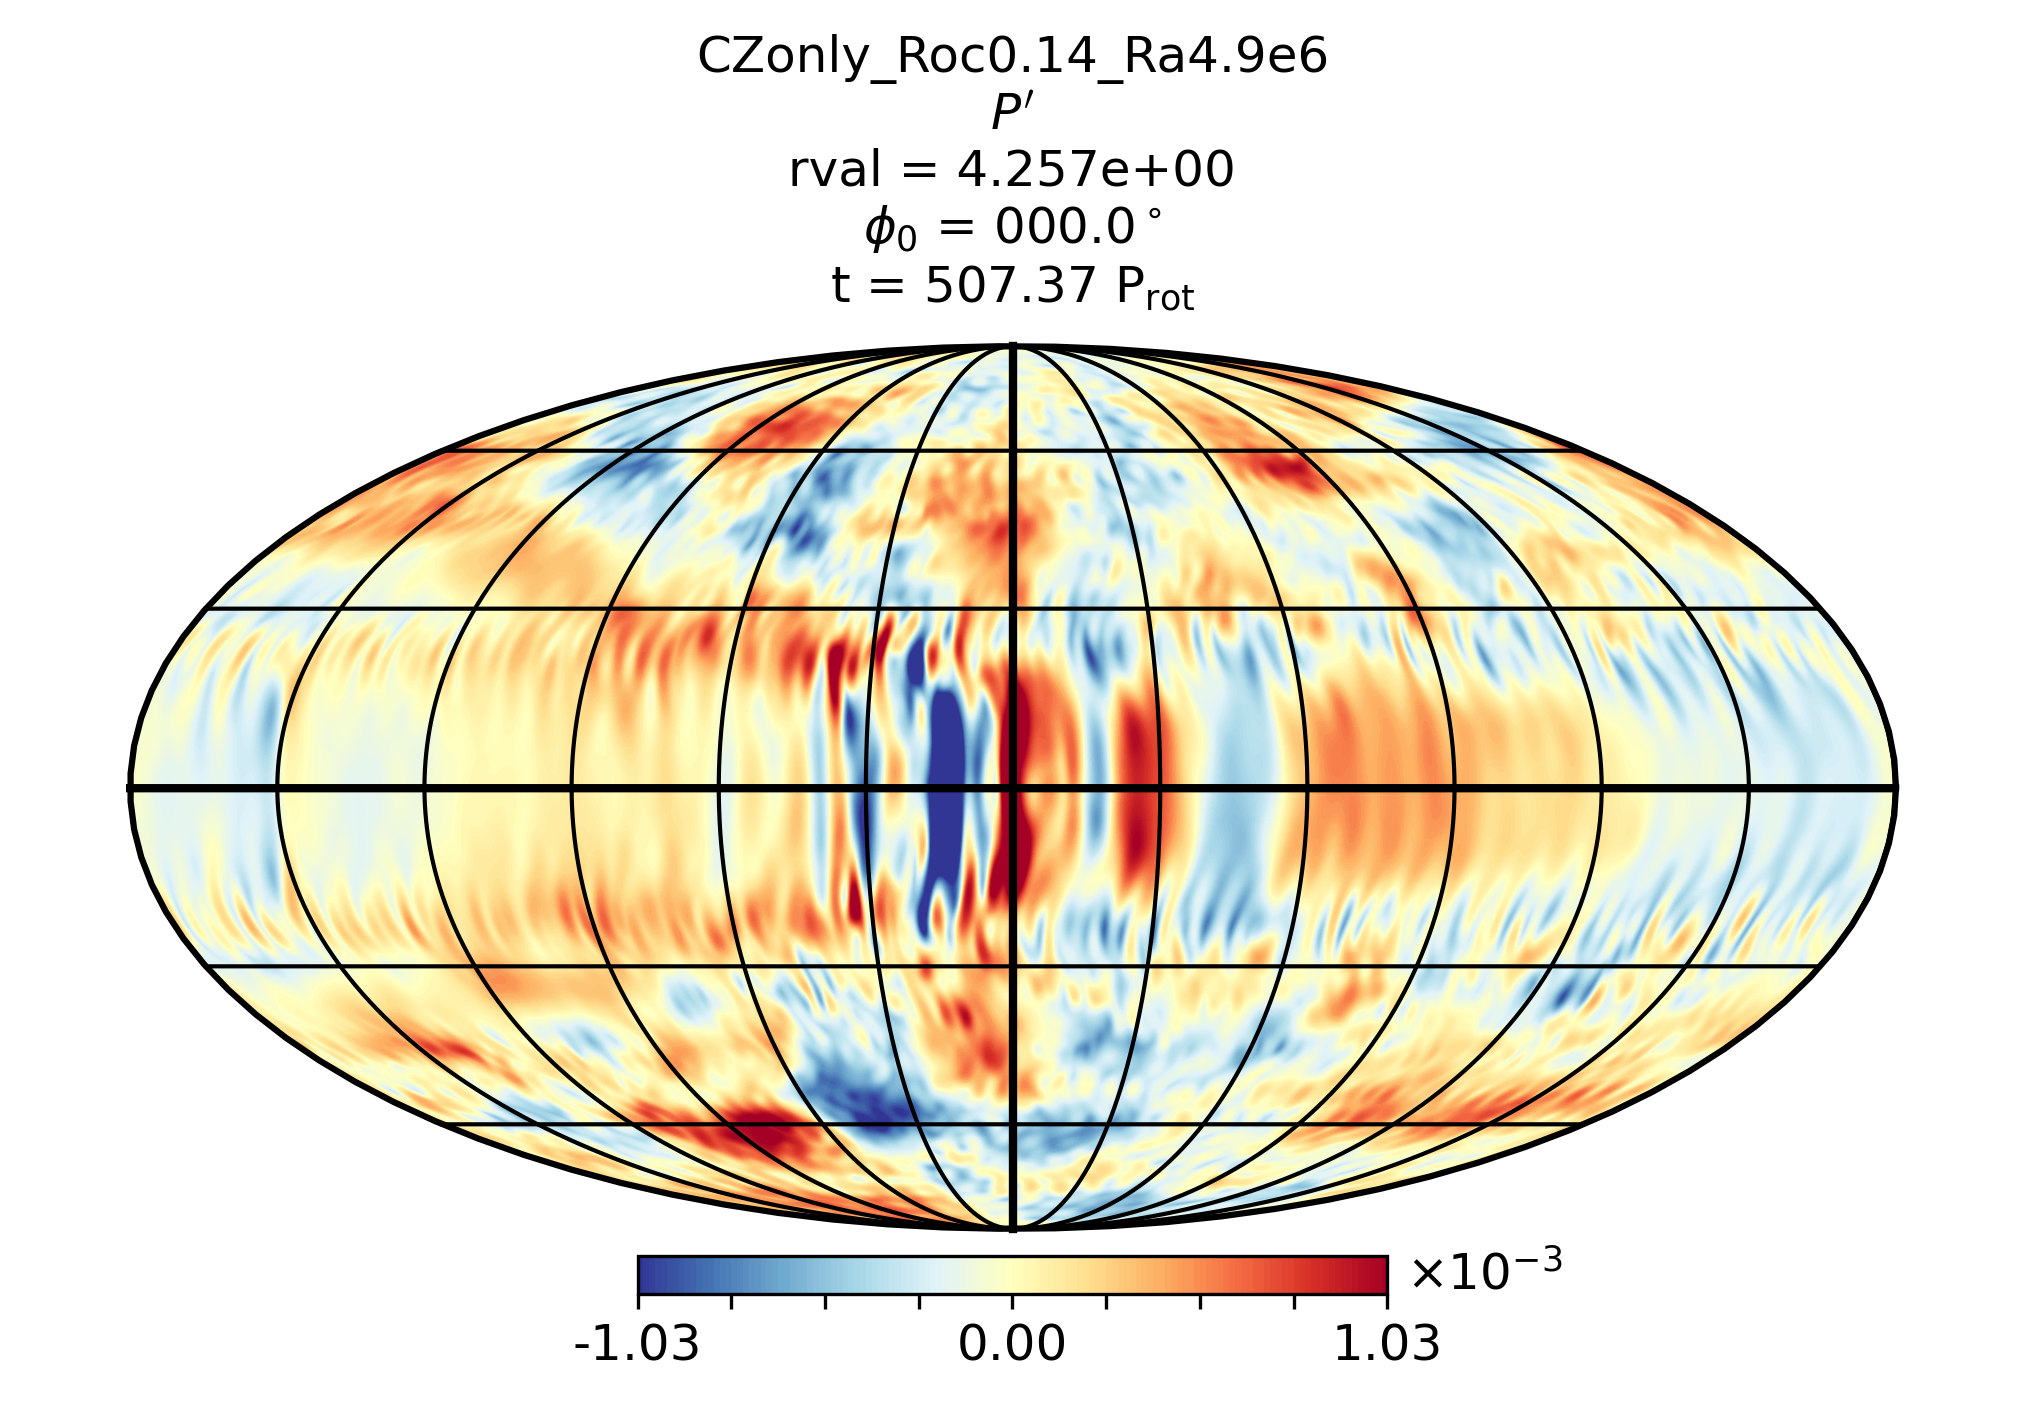 CZonly_Roc0.14_Ra4.9e6
P′
rval = 4.257e+00
ϕ₀ = 000.0°
t = 507.37 P_rot
×10⁻³
-1.03 0.00 1.03